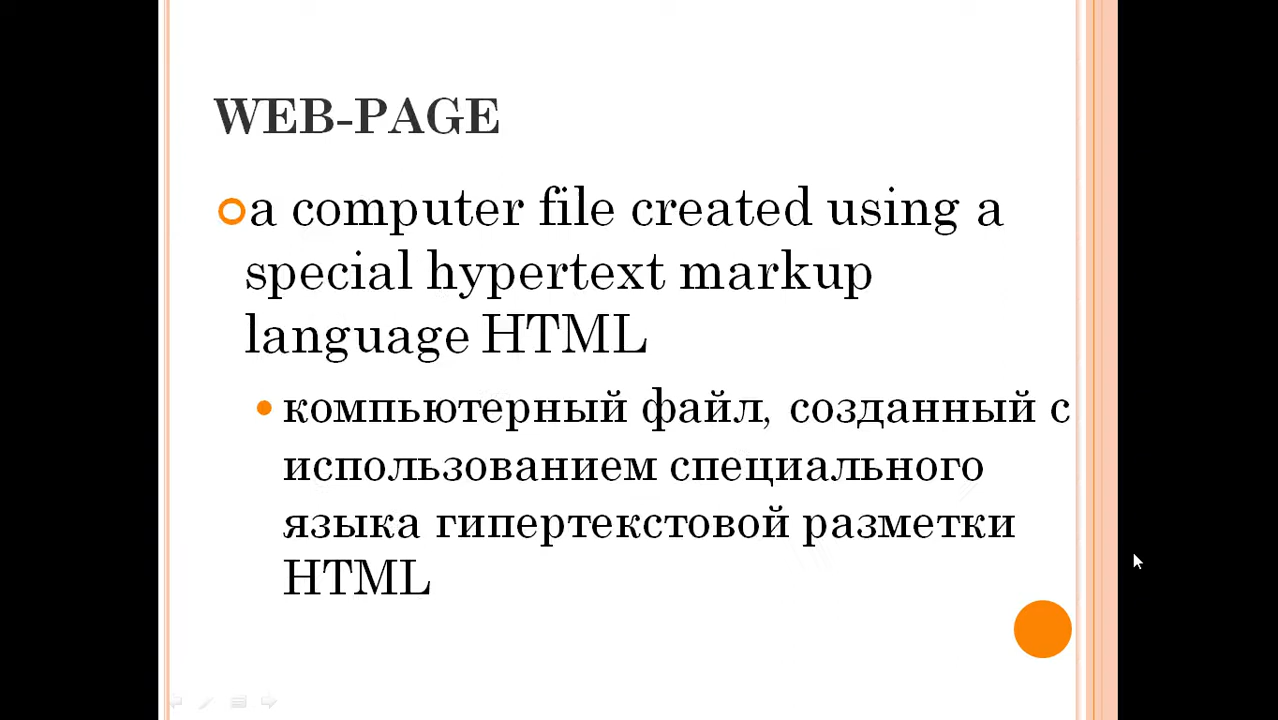 WEB-PAGE
a computer file created using a
special hypertext markup
language HTML
компьютерный файл, созданный с
использованием специального
языка гипертекстовой разметки
HTML